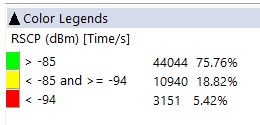 Color Legends
RSCP (dBm) [Time/s]
> -85 44044 75.76%
< -85 and >= -94 10940 18.82%
< -94 3151 5.42%